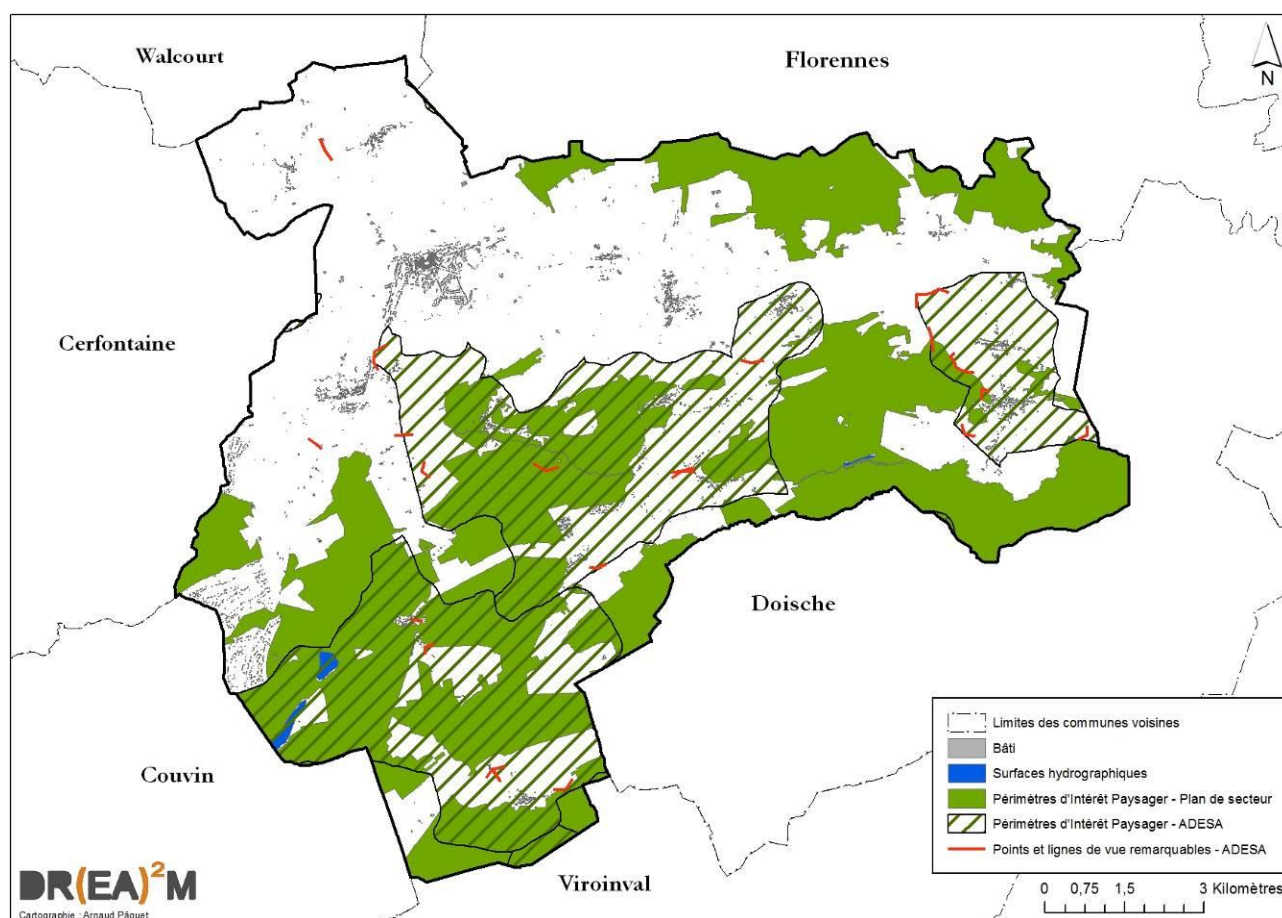 Walcourt
Florennes
N
Cerfontaine
Doische
Couvin
Viroinval
Limites des communes voisines
Bâti
Surfaces hydrographiques
Périmètres d'Intérêt Paysager - Plan de secteur
Périmètres d'Intérêt Paysager - ADESA
Points et lignes de vue remarquables - ADESA
0 0,75 1,5 3 Kilomètres
DR(EA)²M
Cartographie : Arnaud Pâquet